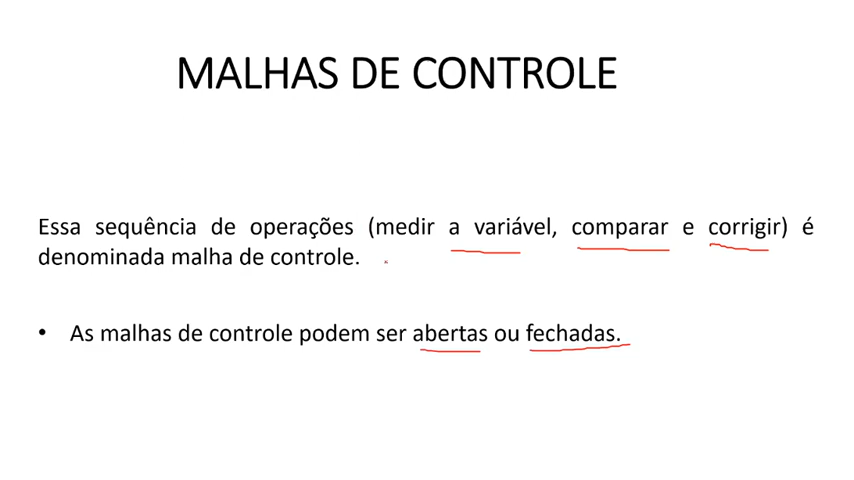 MALHAS DE CONTROLE
Essa sequência de operações (medir a variável, comparar e corrigir) é
denominada malha de controle.
• As malhas de controle podem ser abertas ou fechadas.